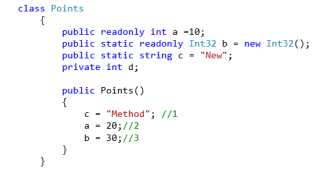 class Points
{
public readonly int a =10;
public static readonly Int32 b = new Int32();
public static string c = "New";
private int d;
public Points()
{
c = "Method"; //1
a = 20;//2
b = 30;//3
}
}